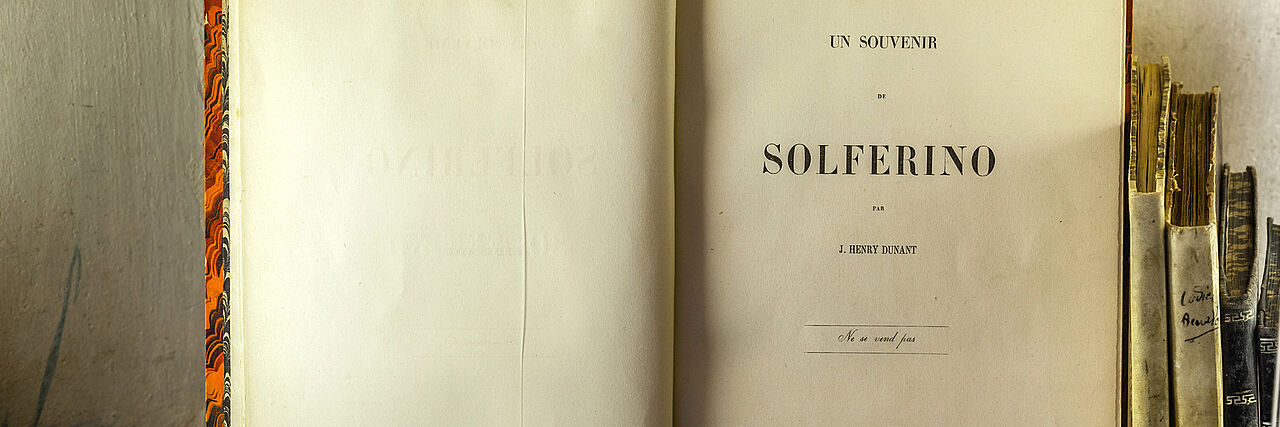 UN SOUVENIR
DE
SOLFERINO
PAR
J. HENRY DUNANT
Ne se vend pas